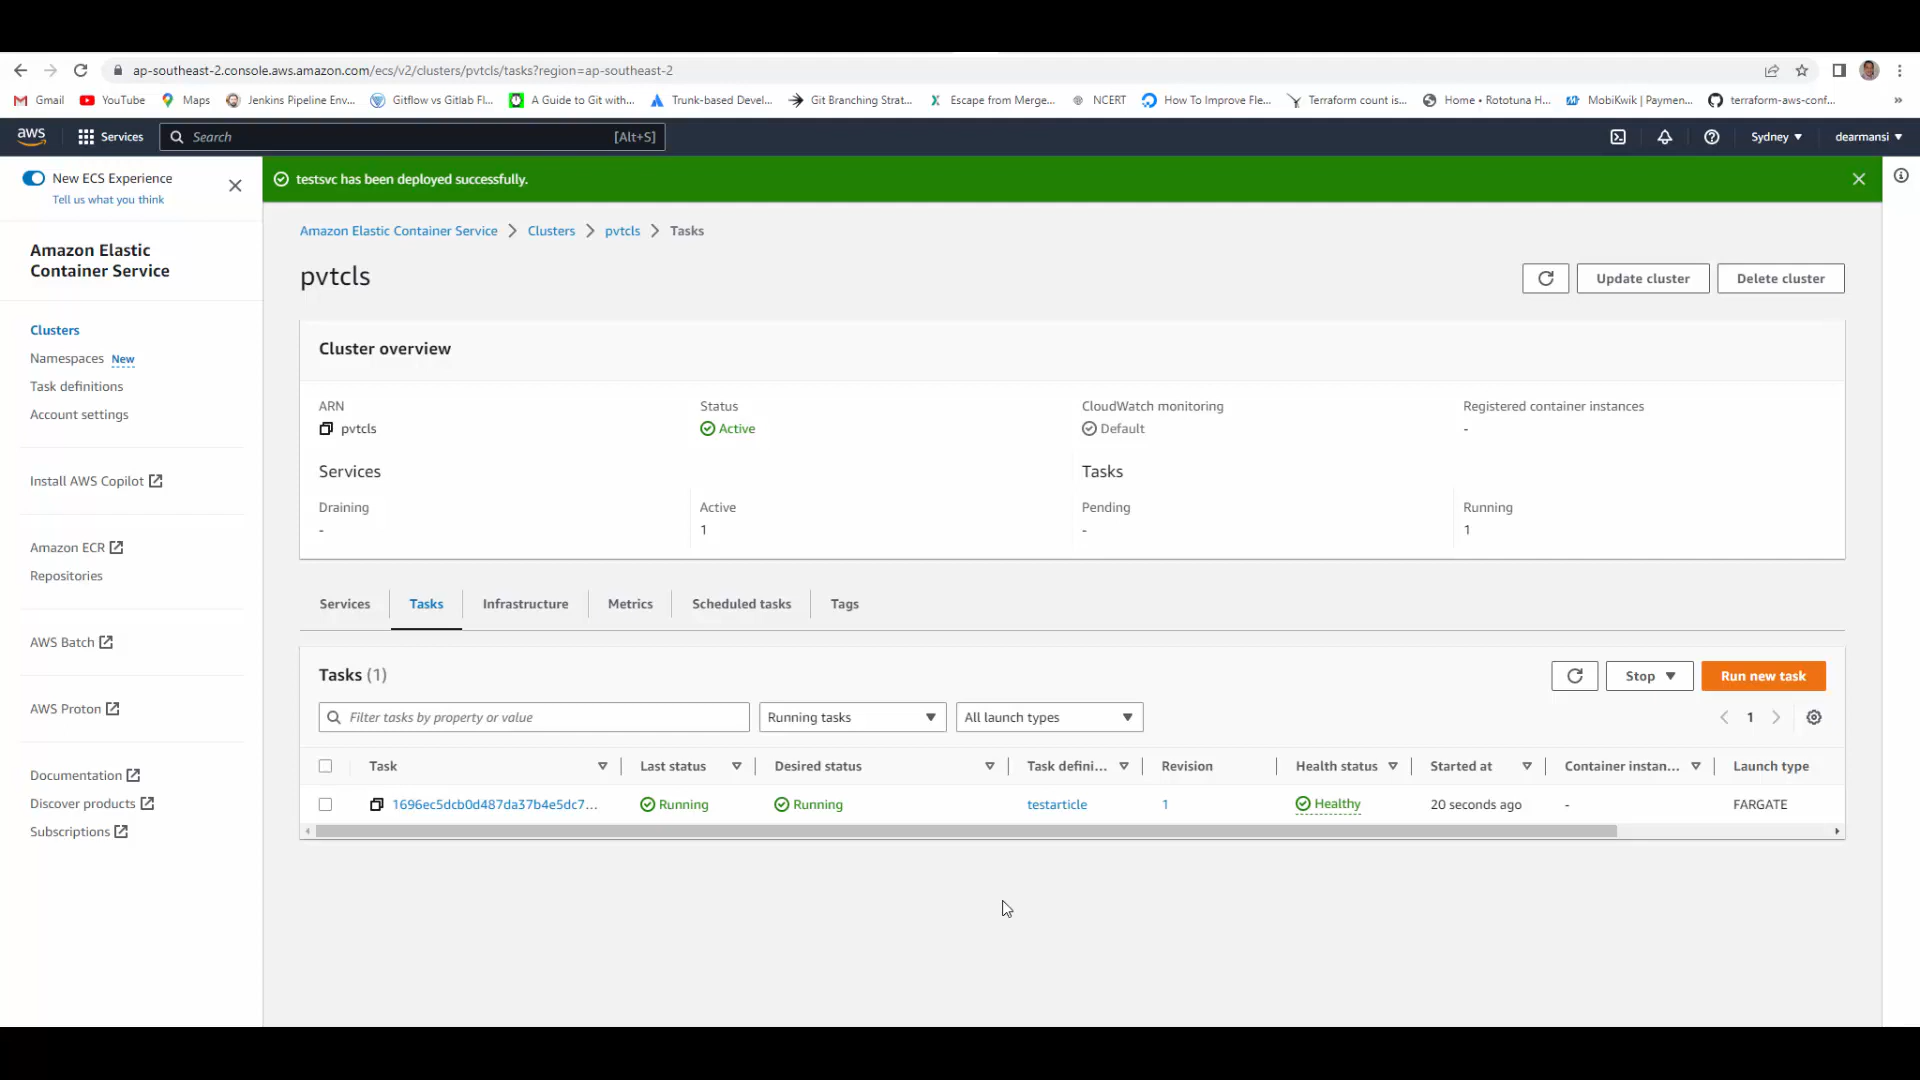 ap-southeast-2.console.aws.amazon.com/ecs/v2/clusters/pvtcls/tasks?region=ap-southeast-2
Gmail YouTube Maps Jenkins Pipeline Env... Gitflow vs Gitlab Fl... A Guide to Git with... Trunk-based Devel... Git Branching Strat... Escape from Merge... NCERT How To Improve Fle... Terraform count is... Home • Rototuna H... MobiKwik | Paymen... terraform-aws-conf... »
aws Services Search [Alt+S] Sydney dearmansi
New ECS Experience
Tell us what you think
testsvc has been deployed successfully.
Amazon Elastic
Container Service
Clusters
Namespaces New
Task definitions
Account settings
Install AWS Copilot
Amazon ECR
Repositories
AWS Batch
AWS Proton
Documentation
Discover products
Subscriptions
Amazon Elastic Container Service Clusters pvtcls Tasks
pvtcls
Update cluster Delete cluster
Cluster overview
ARN Status CloudWatch monitoring Registered container instances
pvtcls Active Default -
Services Tasks
Draining Active Pending Running
- 1 - 1
Services Tasks Infrastructure Metrics Scheduled tasks Tags
Tasks (1) Stop Run new task
Filter tasks by property or value Running tasks All launch types 1
Task Last status Desired status Task defini... Revision Health status Started at Container instan... Launch type
1696ec5dcb0d487da37b4e5dc7... Running Running testarticle 1 Healthy 20 seconds ago - FARGATE